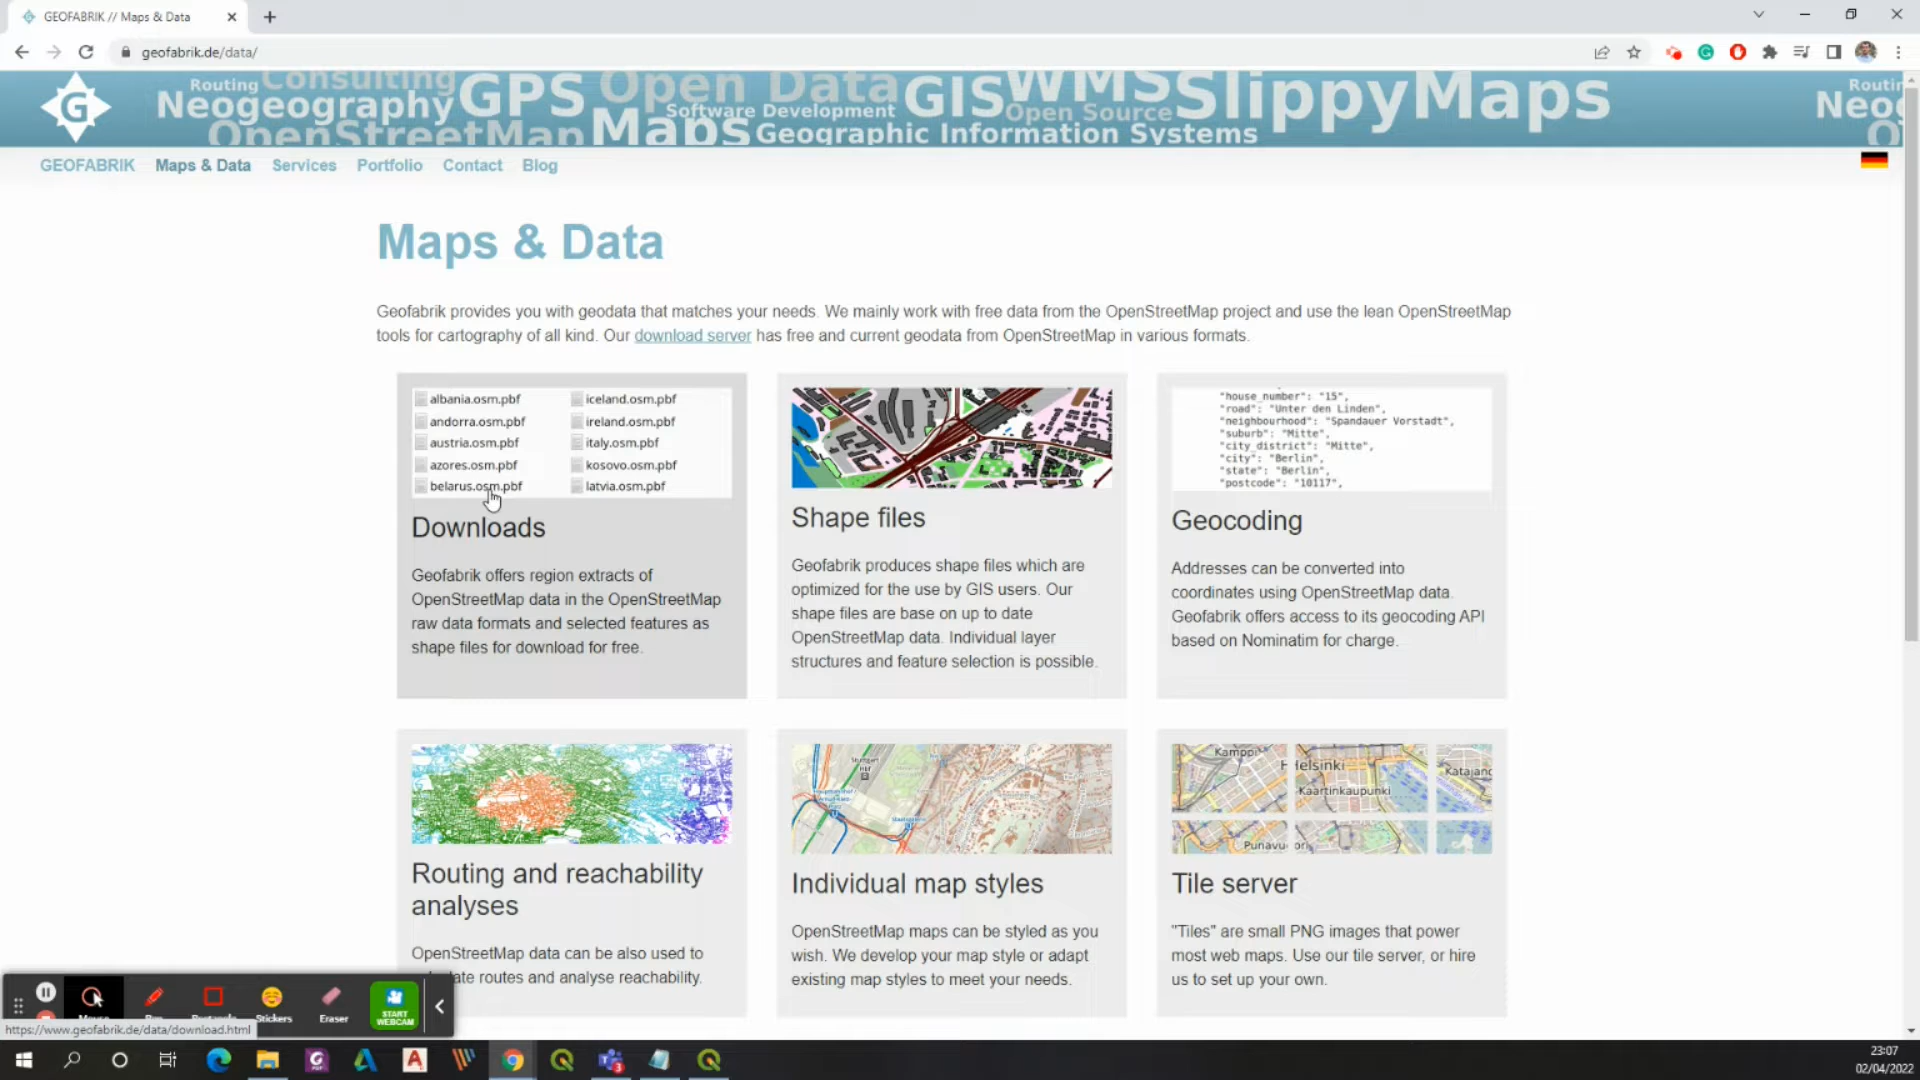 GEOFABRIK // Maps & Data
geofabrik.de/data/
Routing Consulting GPS Open Data GIS WMS SlippyMaps Routin
Neogeography Software Development Open Source Neog
OpenStreetMap Maps Geographic Information Systems
G
GEOFABRIK Maps & Data Services Portfolio Contact Blog
Maps & Data
Geofabrik provides you with geodata that matches your needs. We mainly work with free data from the OpenStreetMap project and use the lean OpenStreetMap
tools for cartography of all kind. Our download server has free and current geodata from OpenStreetMap in various formats.
albania.osm.pbf iceland.osm.pbf
andorra.osm.pbf ireland.osm.pbf
austria.osm.pbf italy.osm.pbf
azores.osm.pbf kosovo.osm.pbf
belarus.osm.pbf latvia.osm.pbf
Downloads
Geofabrik offers region extracts of
OpenStreetMap data in the OpenStreetMap
raw data formats and selected features as
shape files for download for free.
Shape files
Geofabrik produces shape files which are
optimized for the use by GIS users. Our
shape files are base on up to date
OpenStreetMap data. Individual layer
structures and feature selection is possible.
"house_number": "15",
"road": "Unter den Linden",
"neighbourhood": "Spandauer Vorstadt",
"suburb": "Mitte",
"city_district": "Mitte",
"city": "Berlin",
"state": "Berlin",
"postcode": "10117",
Geocoding
Addresses can be converted into
coordinates using OpenStreetMap data.
Geofabrik offers access to its geocoding API
based on Nominatim for charge.
Routing and reachability
analyses
OpenStreetMap data can be also used to
ate routes and analyse reachability.
Individual map styles
OpenStreetMap maps can be styled as you
wish. We develop your map style or adapt
existing map styles to meet your needs.
Kamppi
Helsinki
Katajano
Kaartinkaupunki
Punavuori
Tile server
"Tiles" are small PNG images that power
most web maps. Use our tile server, or hire
us to set up your own.
Mouse Pen Rectangle Stickers Eraser
START
WEBCAM
https://www.geofabrik.de/data/download.html
23:07
02/04/2022